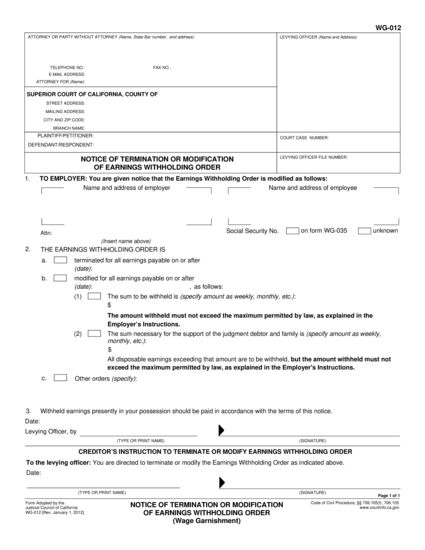 WG-012
ATTORNEY OR PARTY WITHOUT ATTORNEY (Name, State Bar number, and address):
LEVYING OFFICER (Name and Address):
TELEPHONE NO.: FAX NO.:
E-MAIL ADDRESS:
ATTORNEY FOR (Name):
SUPERIOR COURT OF CALIFORNIA, COUNTY OF
STREET ADDRESS:
MAILING ADDRESS:
CITY AND ZIP CODE:
BRANCH NAME:
PLAINTIFF/PETITIONER:
DEFENDANT/RESPONDENT:
COURT CASE NUMBER:
NOTICE OF TERMINATION OR MODIFICATION
OF EARNINGS WITHHOLDING ORDER
LEVYING OFFICER FILE NUMBER:
1. TO EMPLOYER: You are given notice that the Earnings Withholding Order is modified as follows:
Name and address of employer Name and address of employee
Attn: Social Security No. on form WG-035 unknown
(Insert name above)
2. THE EARNINGS WITHHOLDING ORDER IS
a. terminated for all earnings payable on or after
(date):
b. modified for all earnings payable on or after
(date): , as follows:
(1) The sum to be withheld is (specify amount as weekly, monthly, etc.):
$
The amount withheld must not exceed the maximum permitted by law, as explained in the
Employer's Instructions.
(2) The sum necessary for the support of the judgment debtor and family is (specify amount as weekly,
monthly, etc.):
$
All disposable earnings exceeding that amount are to be withheld, but the amount withheld must not
exceed the maximum permitted by law, as explained in the Employer's Instructions.
c. Other orders (specify):
3. Withheld earnings presently in your possession should be paid in accordance with the terms of this notice.
Date:
Levying Officer, by
(TYPE OR PRINT NAME) (SIGNATURE)
CREDITOR'S INSTRUCTION TO TERMINATE OR MODIFY EARNINGS WITHHOLDING ORDER
To the levying officer: You are directed to terminate or modify the Earnings Withholding Order as indicated above.
Date:
(TYPE OR PRINT NAME) (SIGNATURE)
Page 1 of 1
Form Adopted by the
Judicial Council of California
WG-012 [Rev. January 1, 2012]
NOTICE OF TERMINATION OR MODIFICATION
OF EARNINGS WITHHOLDING ORDER
(Wage Garnishment)
Code of Civil Procedure, §§ 706.105(i), 706.105
www.courtinfo.ca.gov